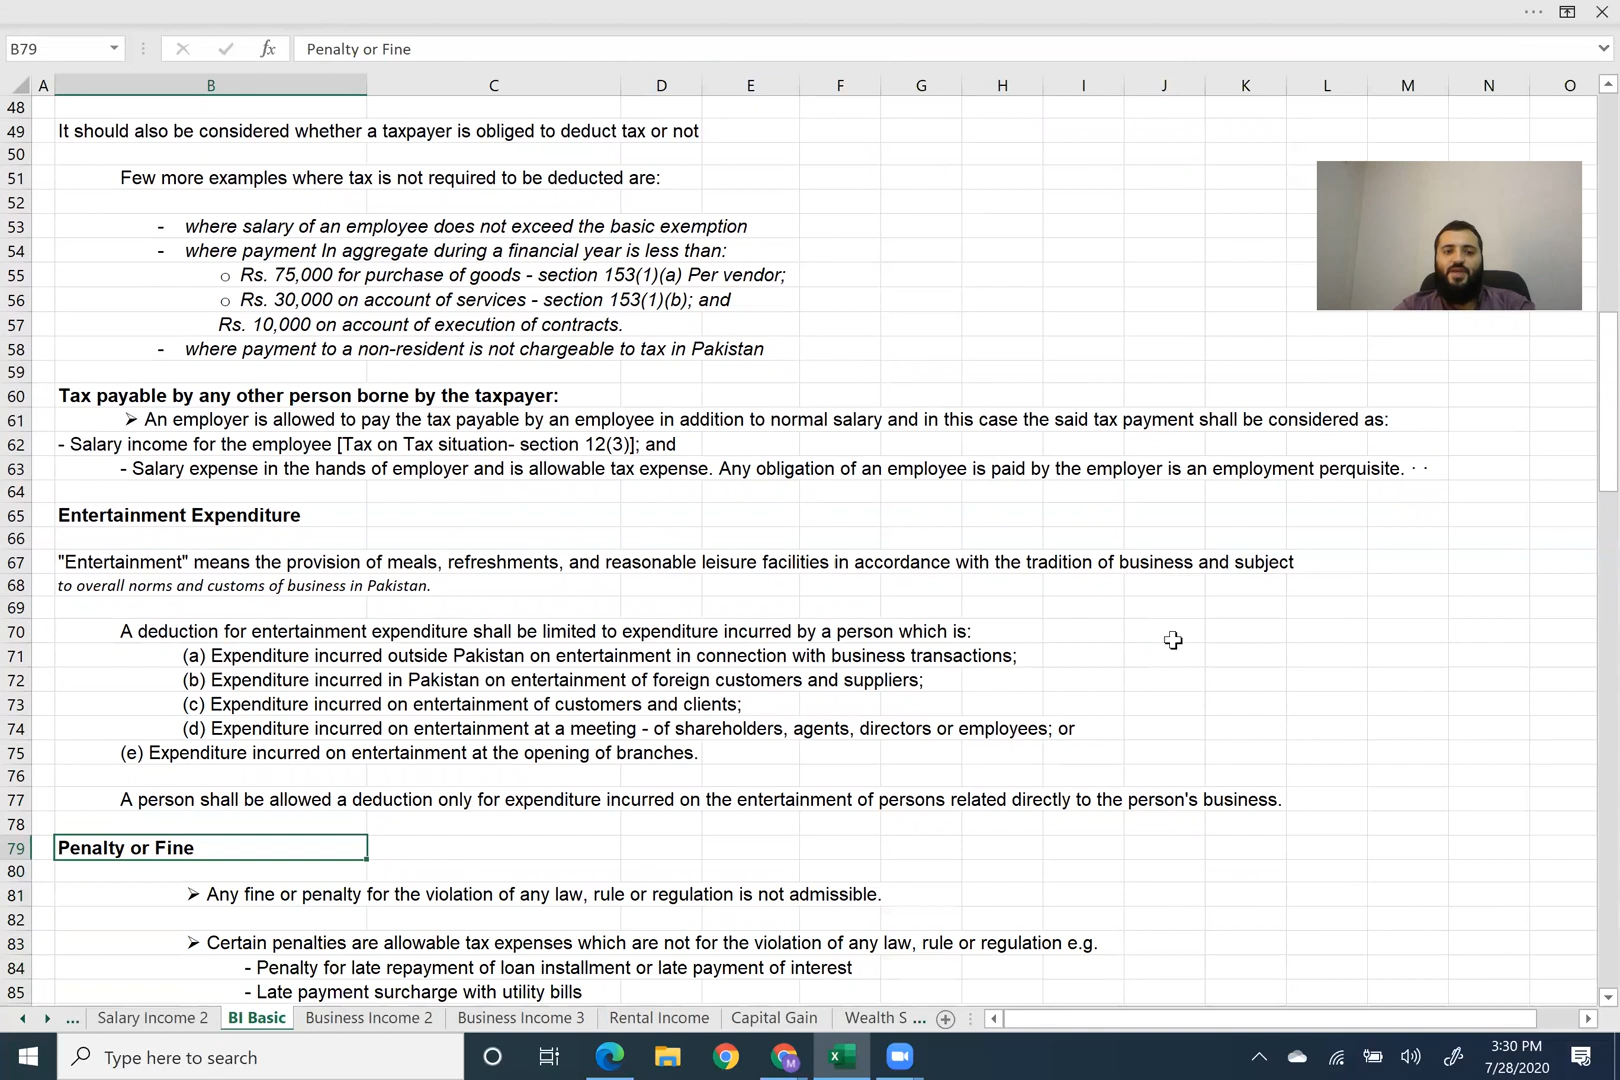 B79
fx
Penalty or Fine
A B C D E F G H I J K L M N O
48
49 It should also be considered whether a taxpayer is obliged to deduct tax or not
50
51 Few more examples where tax is not required to be deducted are:
52
53 - where salary of an employee does not exceed the basic exemption
54 - where payment In aggregate during a financial year is less than:
55 o Rs. 75,000 for purchase of goods - section 153(1)(a) Per vendor;
56 o Rs. 30,000 on account of services - section 153(1)(b); and
57 Rs. 10,000 on account of execution of contracts.
58 - where payment to a non-resident is not chargeable to tax in Pakistan
59
60 Tax payable by any other person borne by the taxpayer:
61 ➢ An employer is allowed to pay the tax payable by an employee in addition to normal salary and in this case the said tax payment shall be considered as:
62 - Salary income for the employee [Tax on Tax situation- section 12(3)]; and
63 - Salary expense in the hands of employer and is allowable tax expense. Any obligation of an employee is paid by the employer is an employment perquisite. · ·
64
65 Entertainment Expenditure
66
67 "Entertainment" means the provision of meals, refreshments, and reasonable leisure facilities in accordance with the tradition of business and subject
68 to overall norms and customs of business in Pakistan.
69
70 A deduction for entertainment expenditure shall be limited to expenditure incurred by a person which is:
71 (a) Expenditure incurred outside Pakistan on entertainment in connection with business transactions;
72 (b) Expenditure incurred in Pakistan on entertainment of foreign customers and suppliers;
73 (c) Expenditure incurred on entertainment of customers and clients;
74 (d) Expenditure incurred on entertainment at a meeting - of shareholders, agents, directors or employees; or
75 (e) Expenditure incurred on entertainment at the opening of branches.
76
77 A person shall be allowed a deduction only for expenditure incurred on the entertainment of persons related directly to the person's business.
78
79 Penalty or Fine
80
81 ➢ Any fine or penalty for the violation of any law, rule or regulation is not admissible.
82
83 ➢ Certain penalties are allowable tax expenses which are not for the violation of any law, rule or regulation e.g.
84 - Penalty for late repayment of loan installment or late payment of interest
85 - Late payment surcharge with utility bills
... Salary Income 2 BI Basic Business Income 2 Business Income 3 Rental Income Capital Gain Wealth S ...
Type here to search
M
3:30 PM
7/28/2020